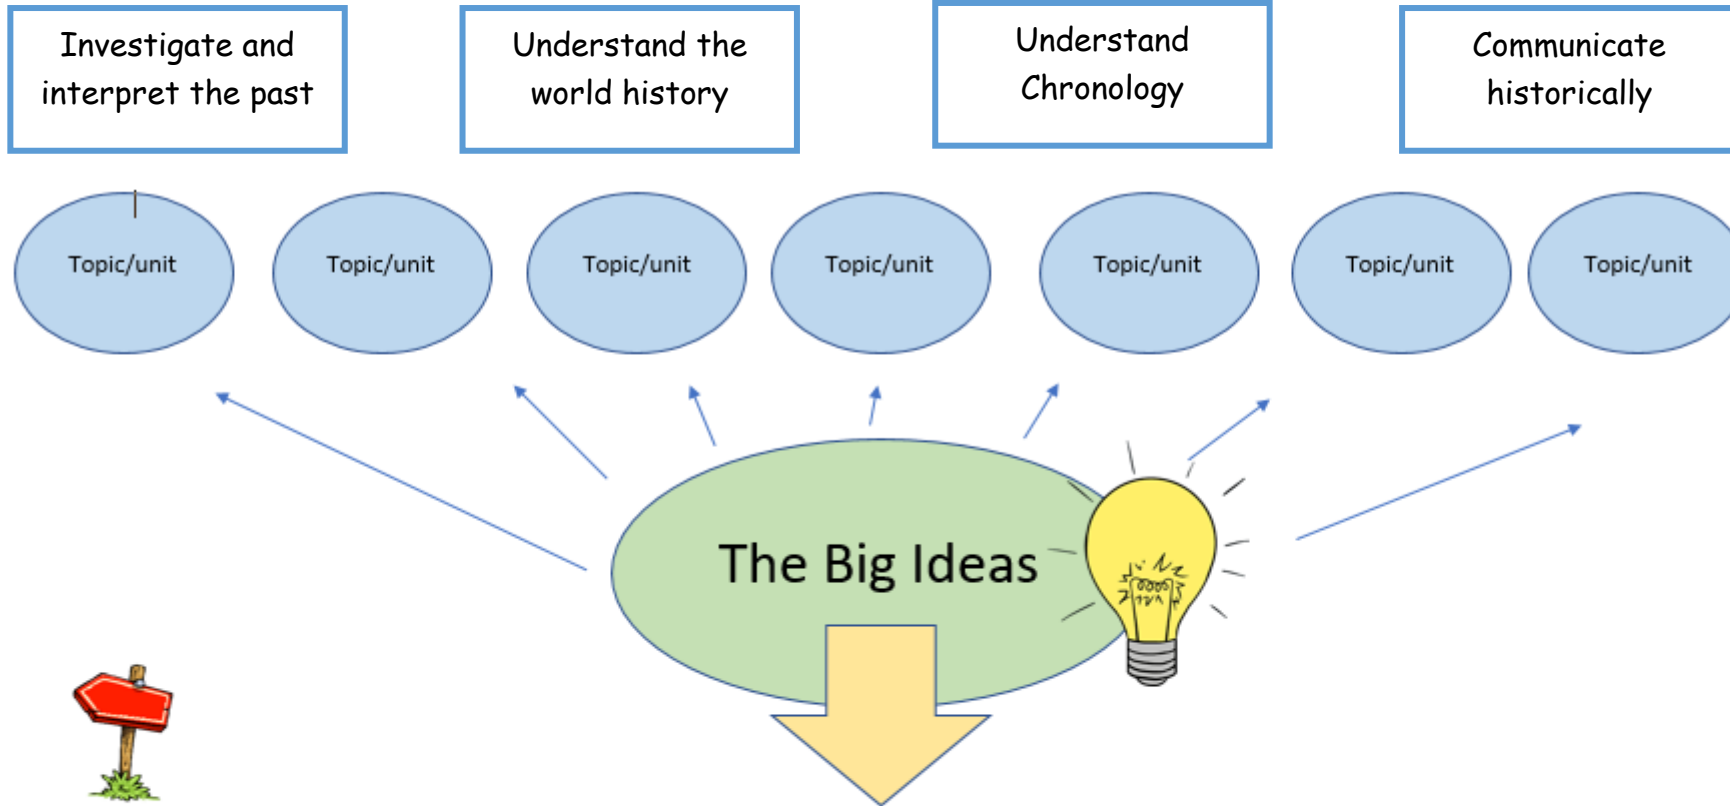 Investigate and
interpret the past
Understand the
world history
Understand
Chronology
Communicate
historically
Topic/unit
Topic/unit
Topic/unit
Topic/unit
Topic/unit
Topic/unit
Topic/unit
The Big Ideas